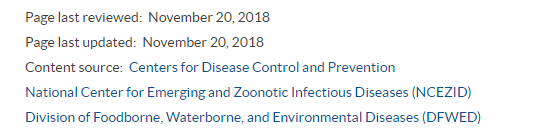 Page last reviewed: November 20, 2018
Page last updated: November 20, 2018
Content source: Centers for Disease Control and Prevention
National Center for Emerging and Zoonotic Infectious Diseases (NCEZID)
Division of Foodborne, Waterborne, and Environmental Diseases (DFWED)